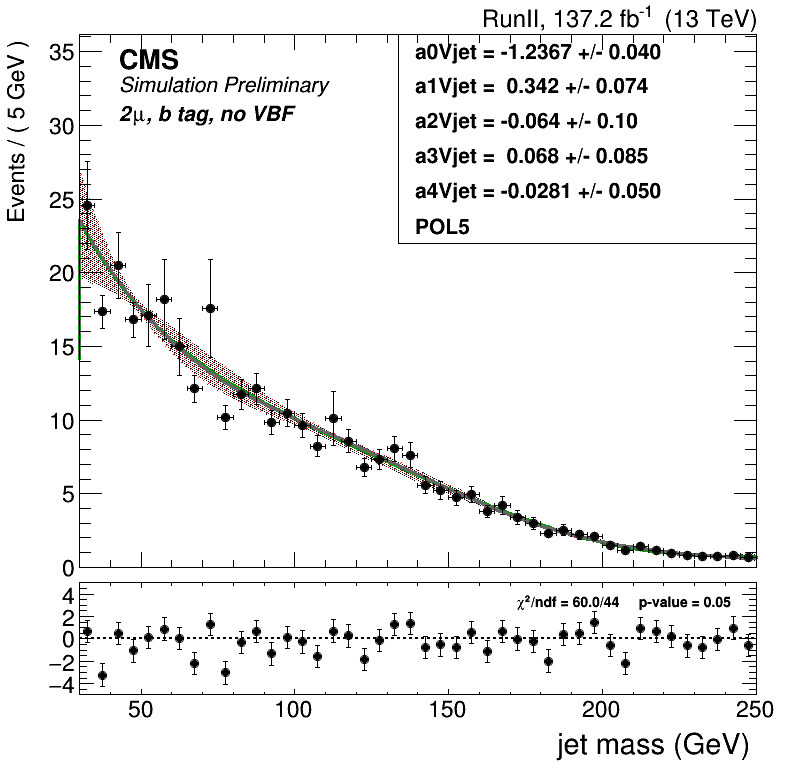 RunII, 137.2 fb⁻¹ (13 TeV)
CMS
Simulation Preliminary
2μ, b tag, no VBF
a0Vjet = -1.2367 +/- 0.040
a1Vjet = 0.342 +/- 0.074
a2Vjet = -0.064 +/- 0.10
a3Vjet = 0.068 +/- 0.085
a4Vjet = -0.0281 +/- 0.050
POL5
Events / ( 5 GeV )
35
30
25
20
15
10
5
0
χ²/ndf = 60.0/44 p-value = 0.05
4
2
0
−2
−4
50 100 150 200 250
jet mass (GeV)